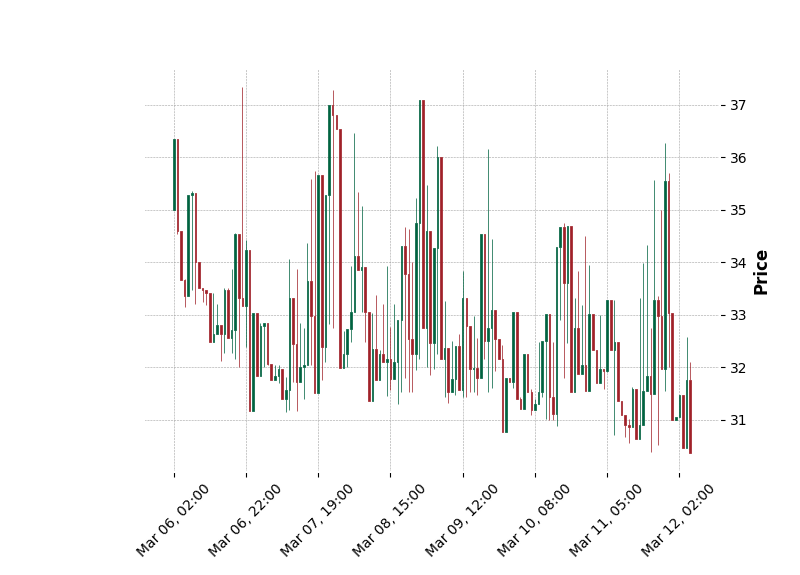 37
36
35
34
33
32
31
Price
Mar 06, 02:00
Mar 06, 22:00
Mar 07, 19:00
Mar 08, 15:00
Mar 09, 12:00
Mar 10, 08:00
Mar 11, 05:00
Mar 12, 02:00